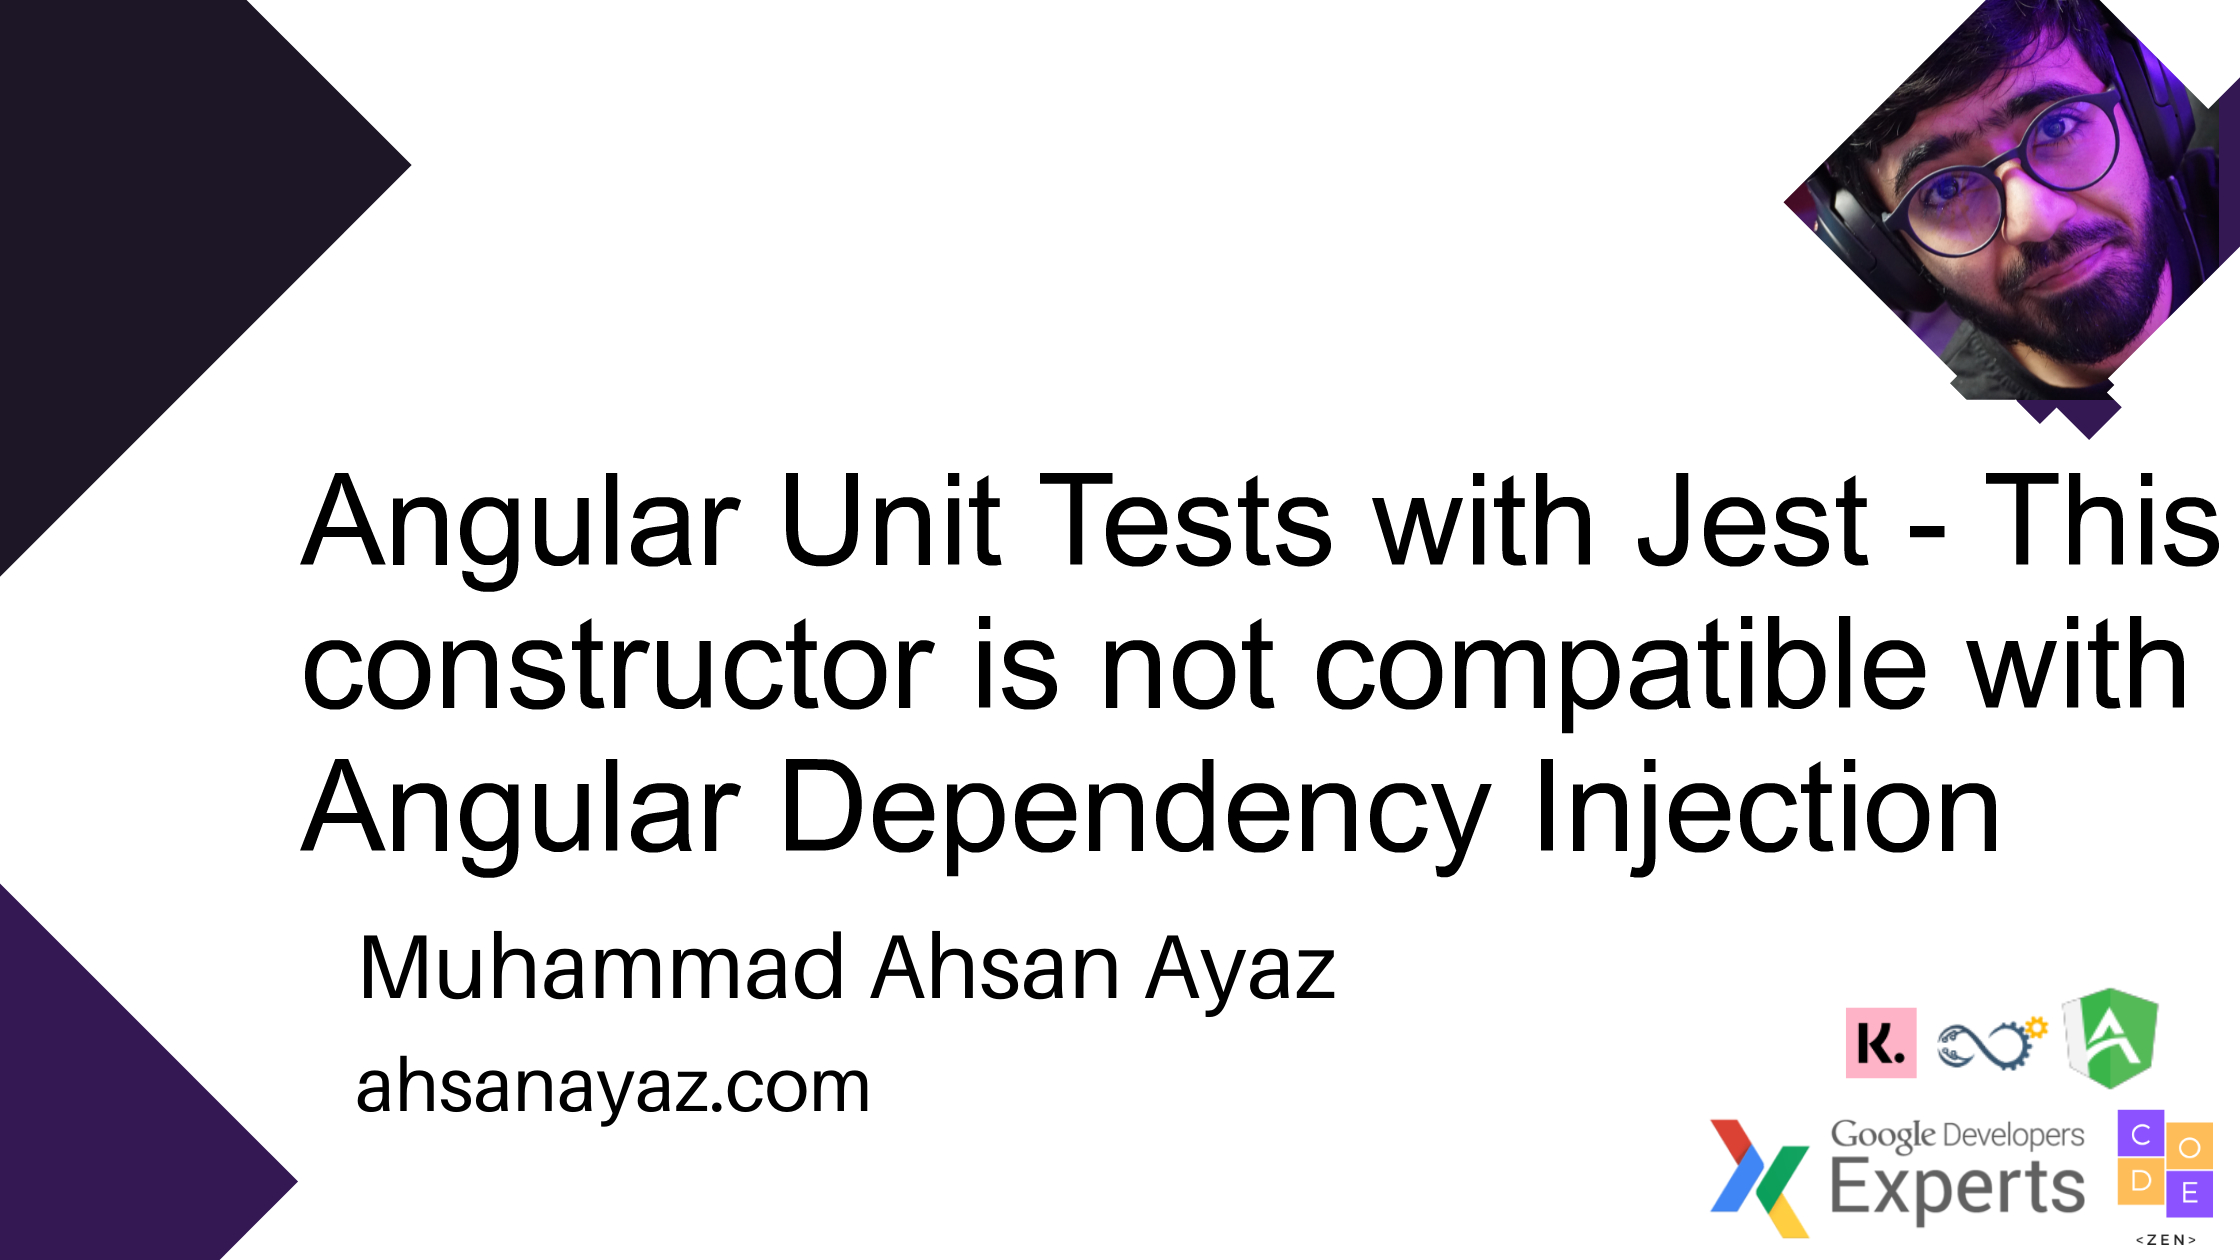 Angular Unit Tests with Jest - This
constructor is not compatible with
Angular Dependency Injection
Muhammad Ahsan Ayaz
ahsanayaz.com
K.
A
Google Developers
Experts
C
O
D
E
<ZEN>